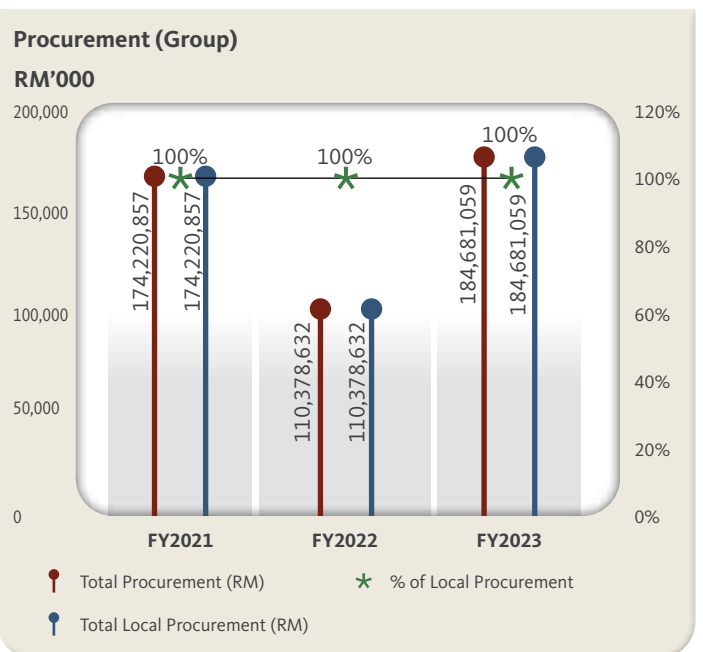 Procurement (Group)
RM’000
200,000
150,000
100,000
50,000
0
120%
100%
80%
60%
40%
20%
0%
100%
100%
100%
174,220,857
174,220,857
110,378,632
110,378,632
184,681,059
184,681,059
FY2021
FY2022
FY2023
Total Procurement (RM)
% of Local Procurement
Total Local Procurement (RM)